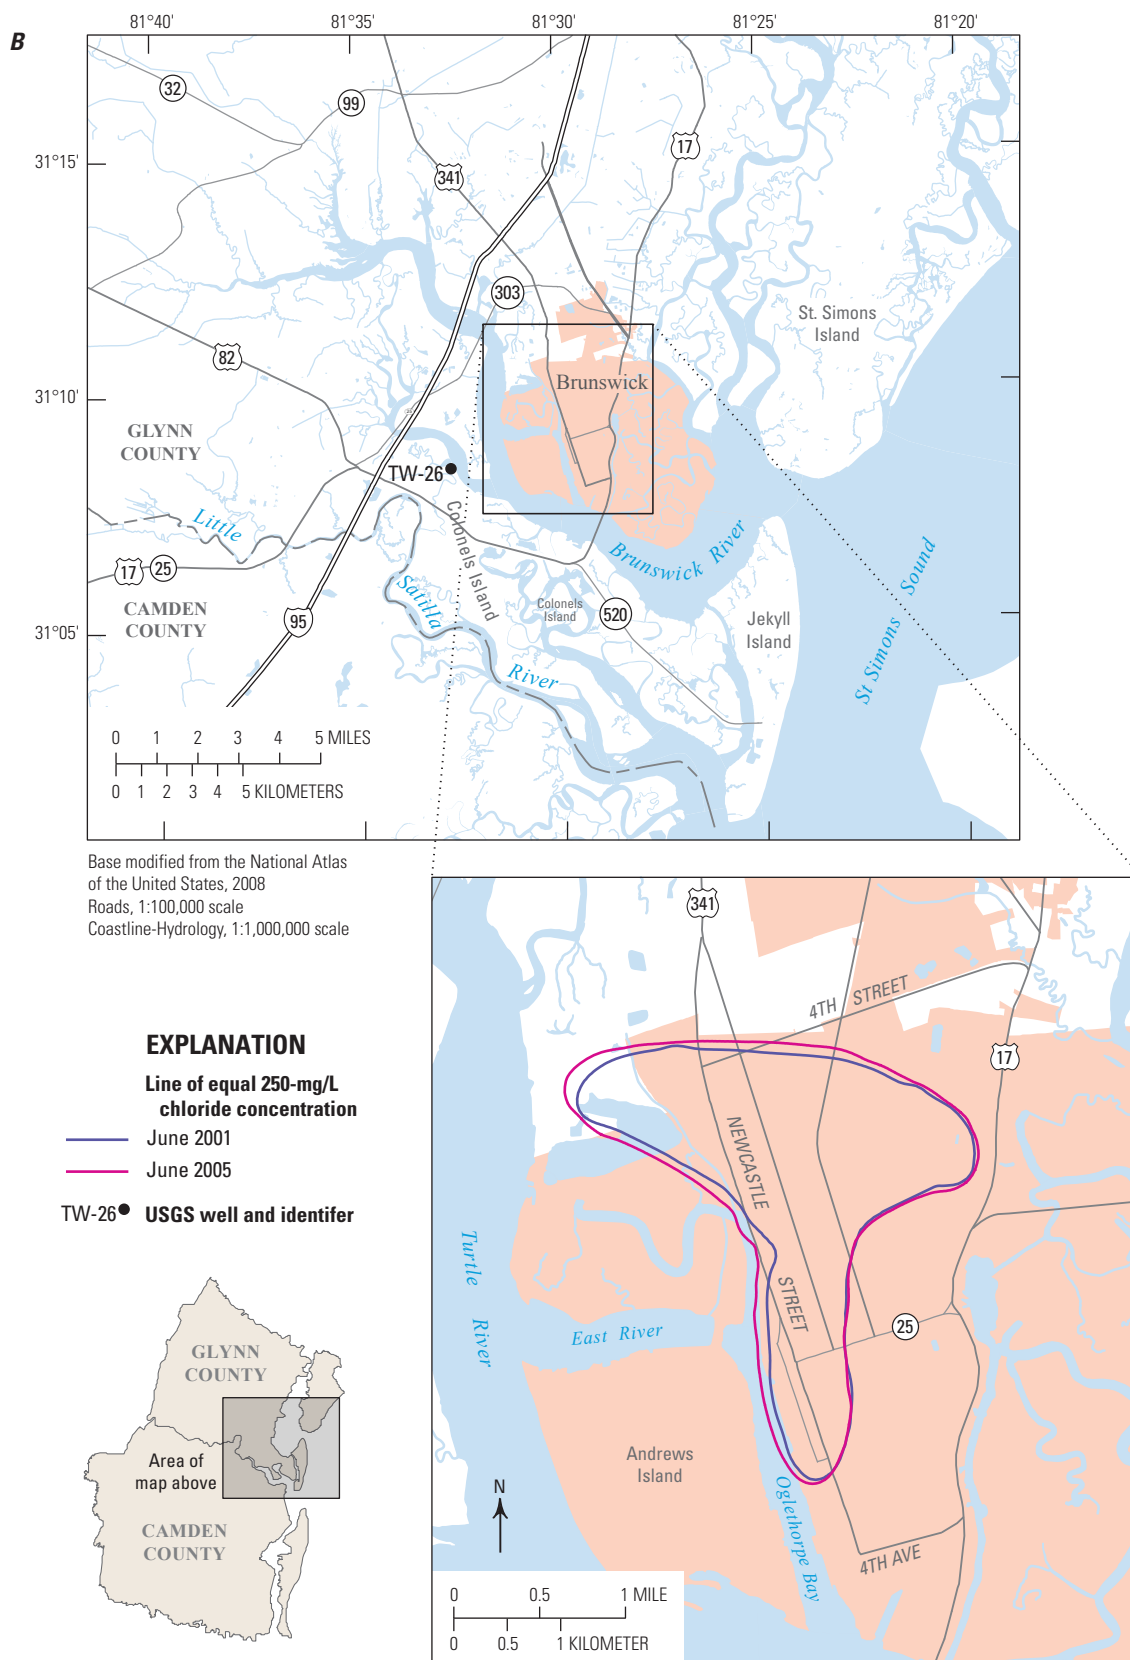 B
81°40'
81°35'
81°30'
81°25'
81°20'
32
99
17
31°15'
341
303
St. Simons
Island
82
Brunswick
31°10'
GLYNN
COUNTY
TW-26
Little
Colonels Island
Brunswick River
St Simons Sound
17
25
Satilla
CAMDEN
COUNTY
Colonels
Island
520
Jekyll
Island
95
31°05'
River
0 1 2 3 4 5 MILES
0 1 2 3 4 5 KILOMETERS
Base modified from the National Atlas
of the United States, 2008
Roads, 1:100,000 scale
Coastline-Hydrology, 1:1,000,000 scale
341
4TH STREET
17
NEWCASTLE
STREET
Turtle River
East River
25
Andrews
Island
N
Oglethorpe Bay
4TH AVE
0 0.5 1 MILE
0 0.5 1 KILOMETER
EXPLANATION
Line of equal 250-mg/L
chloride concentration
June 2001
June 2005
TW-26 USGS well and identifer
GLYNN
COUNTY
Area of
map above
CAMDEN
COUNTY